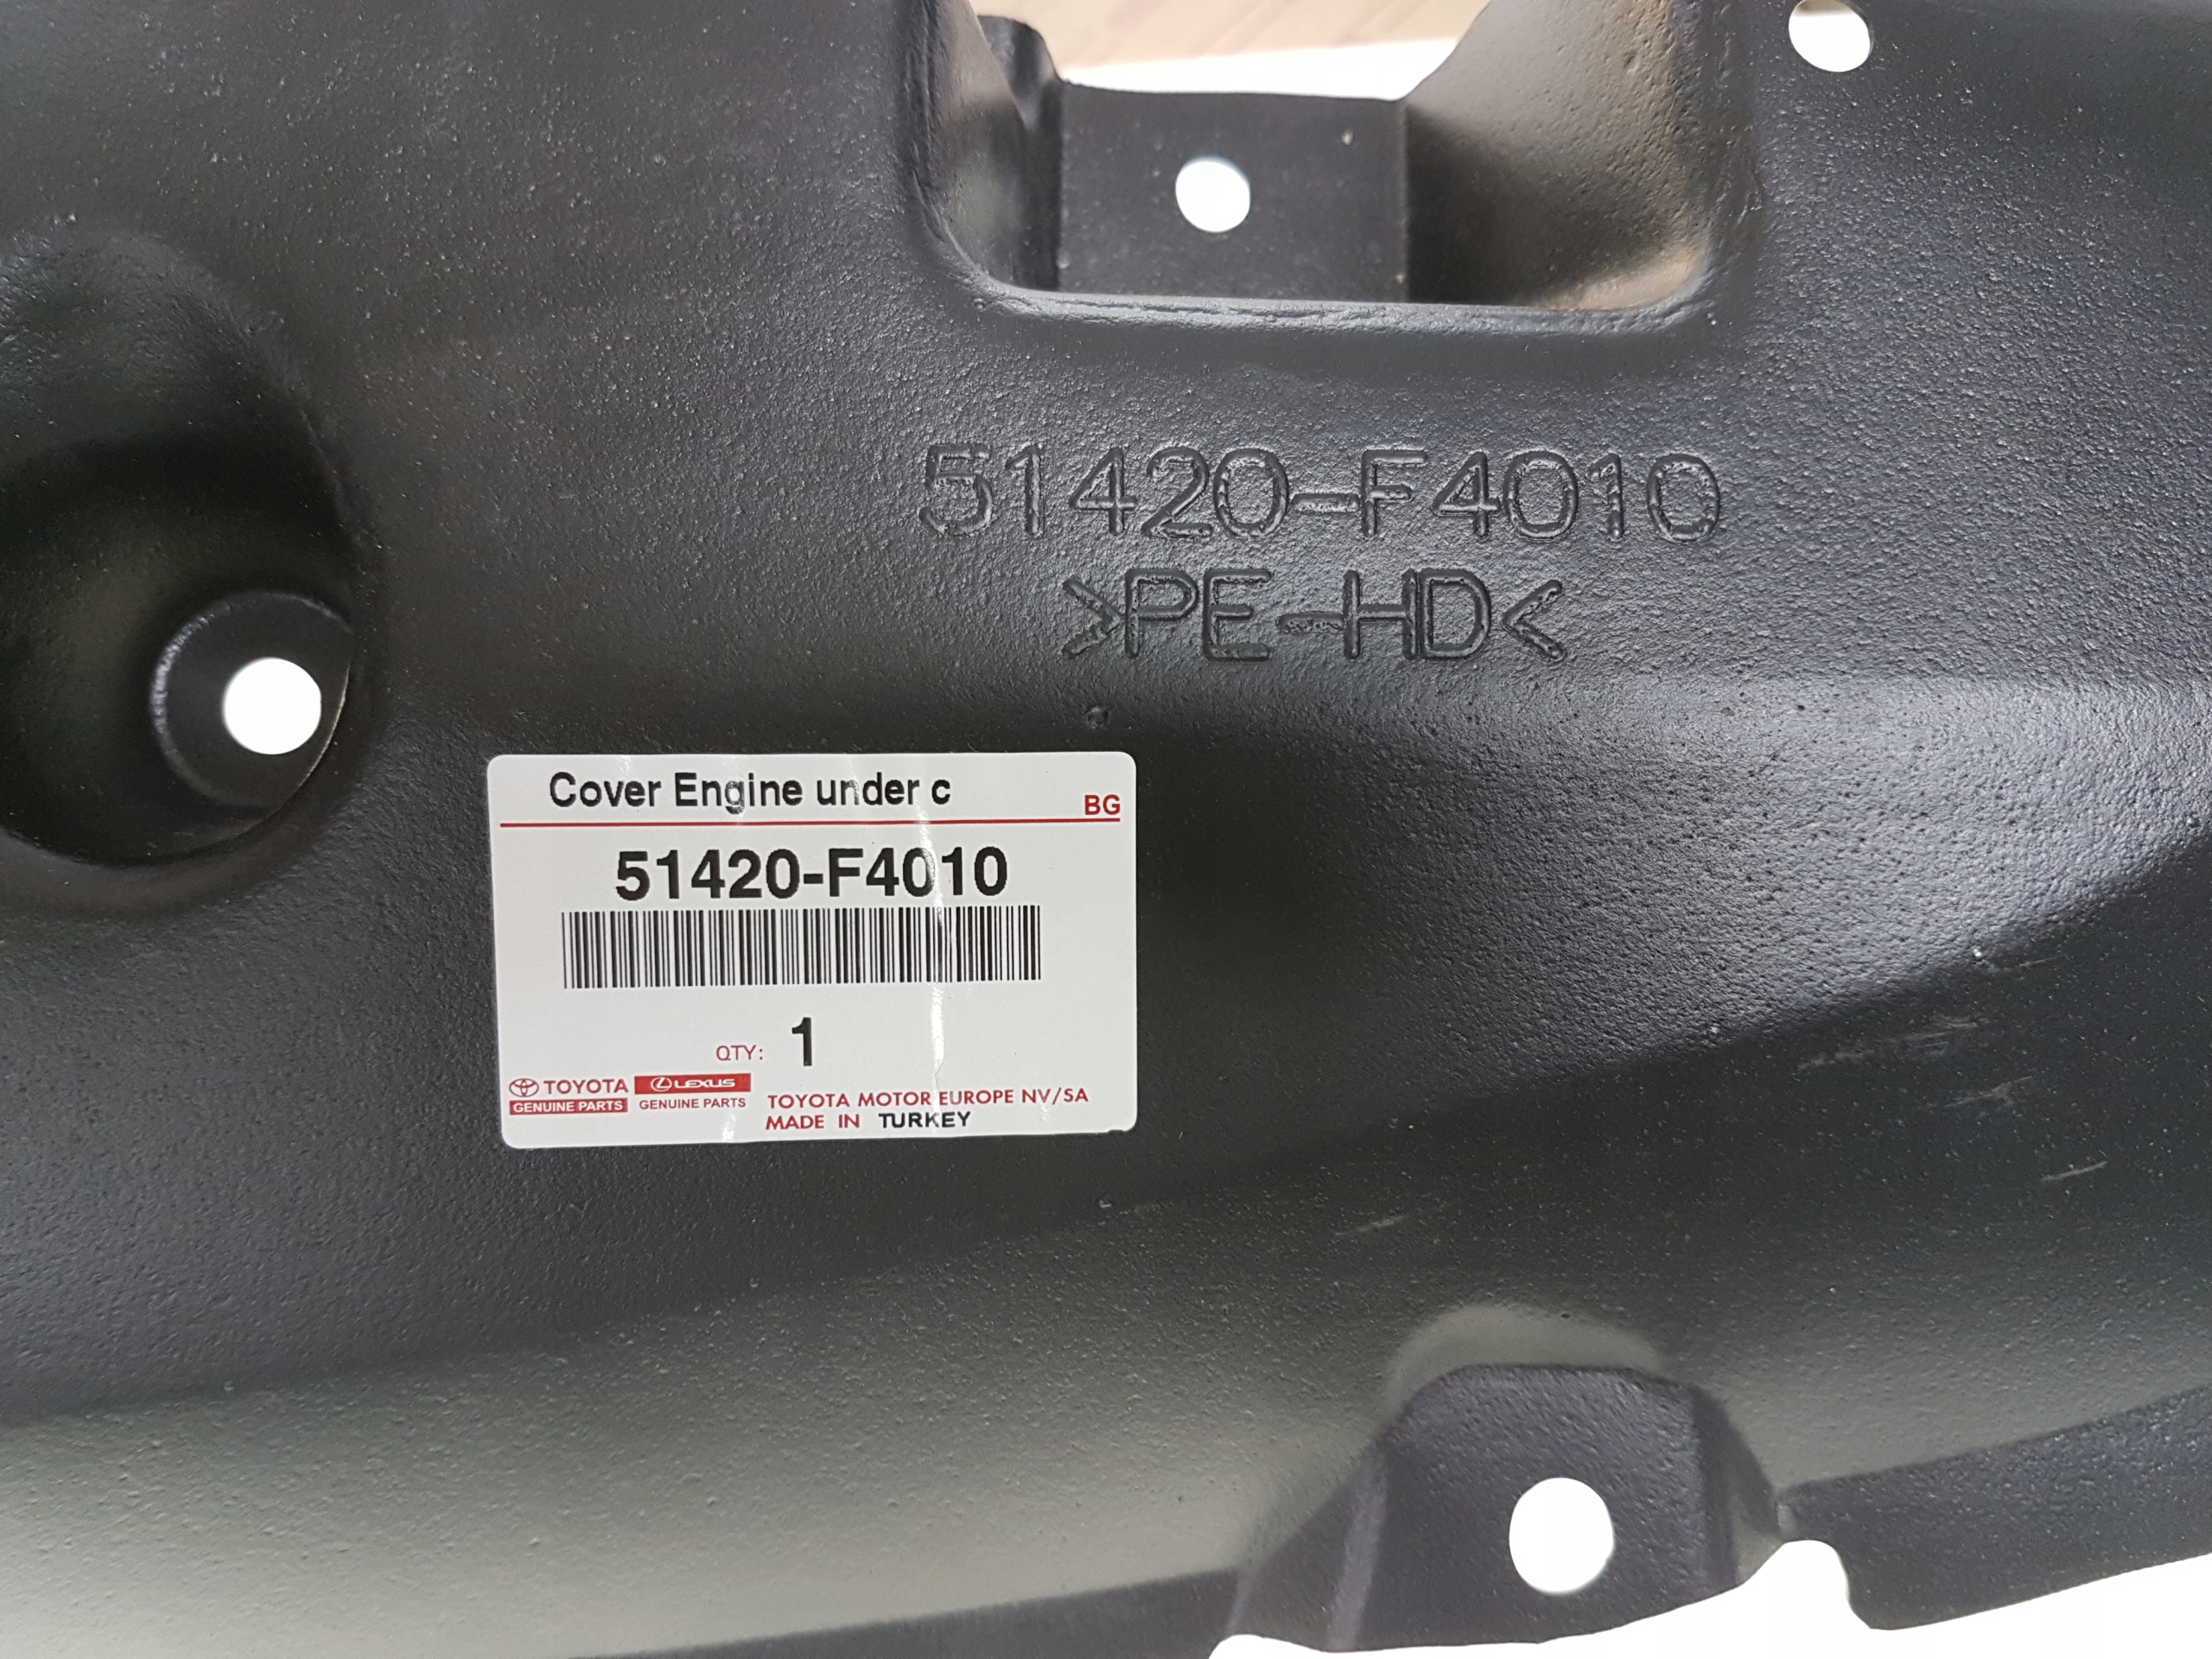 51420-F4010
>PE-HD<
Cover Engine under c
BG
51420-F4010
QTY: 1
TOYOTA
GENUINE PARTS
LEXUS
GENUINE PARTS
TOYOTA MOTOR EUROPE NV/SA
MADE IN TURKEY